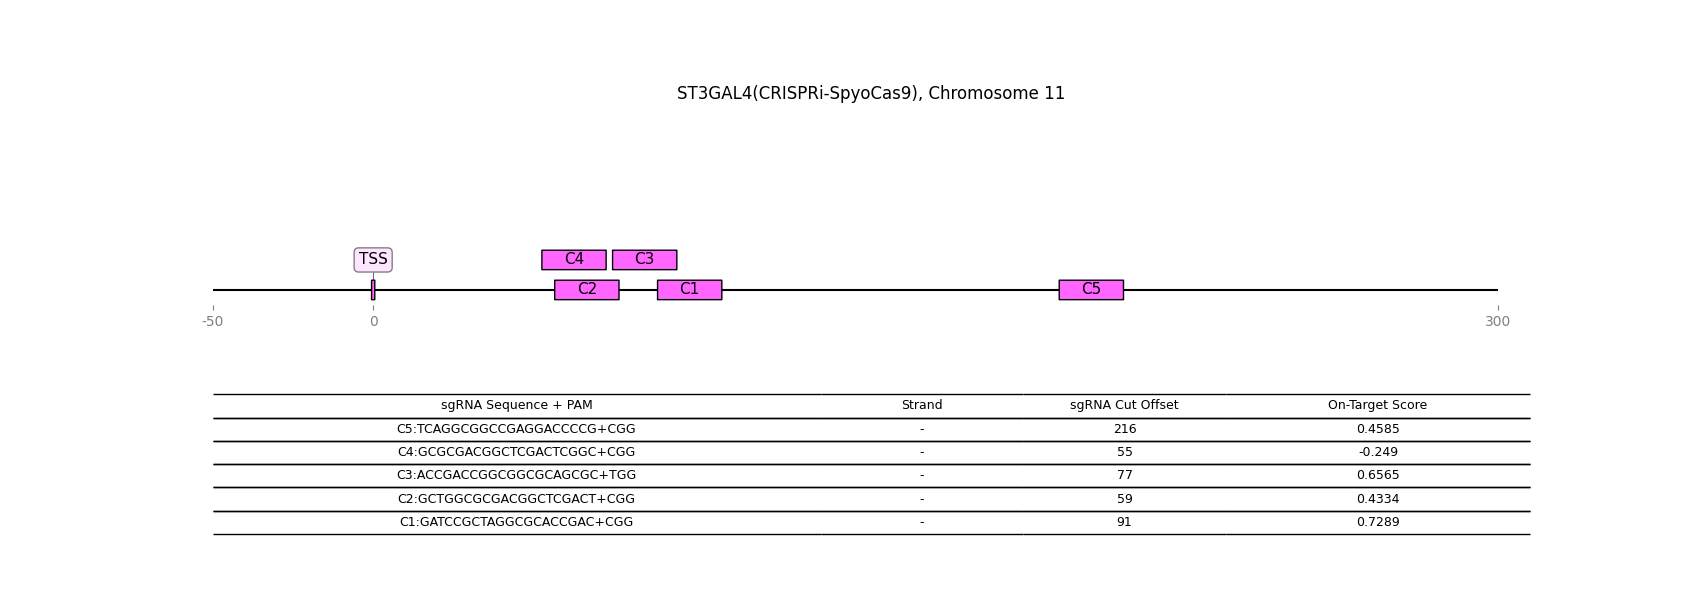 ST3GAL4(CRISPRi-SpyoCas9), Chromosome 11
TSS C4 C3
C2 C1 C5
-50 0 300
sgRNA Sequence + PAM Strand sgRNA Cut Offset On-Target Score
C5:TCAGGCGGCCGAGGACCCCG+CGG - 216 0.4585
C4:GCGCGACGGCTCGACTCGGC+CGG - 55 -0.249
C3:ACCGACCGGCGGCGCAGCGC+TGG - 77 0.6565
C2:GCTGGCGCGACGGCTCGACT+CGG - 59 0.4334
C1:GATCCGCTAGGCGCACCGAC+CGG - 91 0.7289